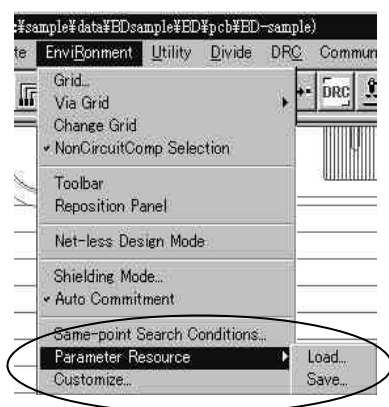 :¥sample¥data¥BDsample¥BD¥pcb¥BD-sample)
te EnviRonment Utility Divide DRC Commun
DRC
Grid...
Via Grid
Change Grid
✓ NonCircuitComp Selection
Toolbar
Reposition Panel
Net-less Design Mode
Shielding Mode...
✓ Auto Commitment
Same-point Search Conditions...
Parameter Resource Load...
Customize... Save...